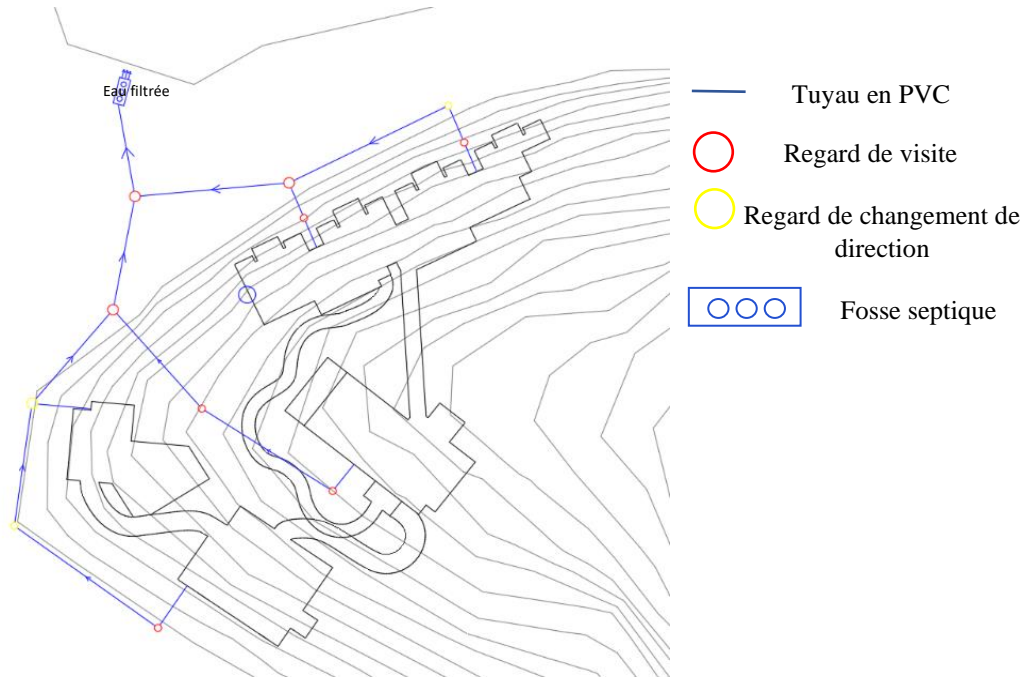 Eau filtrée
Tuyau en PVC
Regard de visite
Regard de changement de
direction
Fosse septique